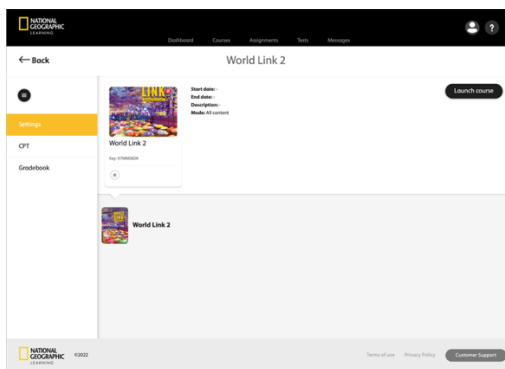 NATIONAL
GEOGRAPHIC
LEARNING
Dashboard Courses Assignments Tests Messages
?
← Back
World Link 2
Settings
CPT
Gradebook
LINK
World Link 2
Start date: -
End date: -
Description: -
Mode: All content
Launch course
World Link 2
NATIONAL
GEOGRAPHIC
LEARNING
©2022
Terms of use Privacy Policy Customer Support